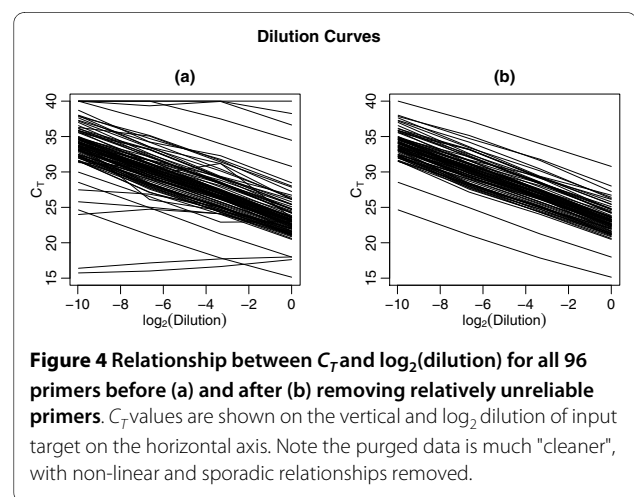 Dilution Curves
(a)
(b)
40
35
30
25
20
15
C_T
−10 −8 −6 −4 −2 0
log₂(Dilution)
40
35
30
25
20
15
C_T
−10 −8 −6 −4 −2 0
log₂(Dilution)
Figure 4 Relationship between C_T and log₂(dilution) for all 96
primers before (a) and after (b) removing relatively unreliable
primers. C_T values are shown on the vertical and log₂ dilution of input
target on the horizontal axis. Note the purged data is much "cleaner",
with non-linear and sporadic relationships removed.